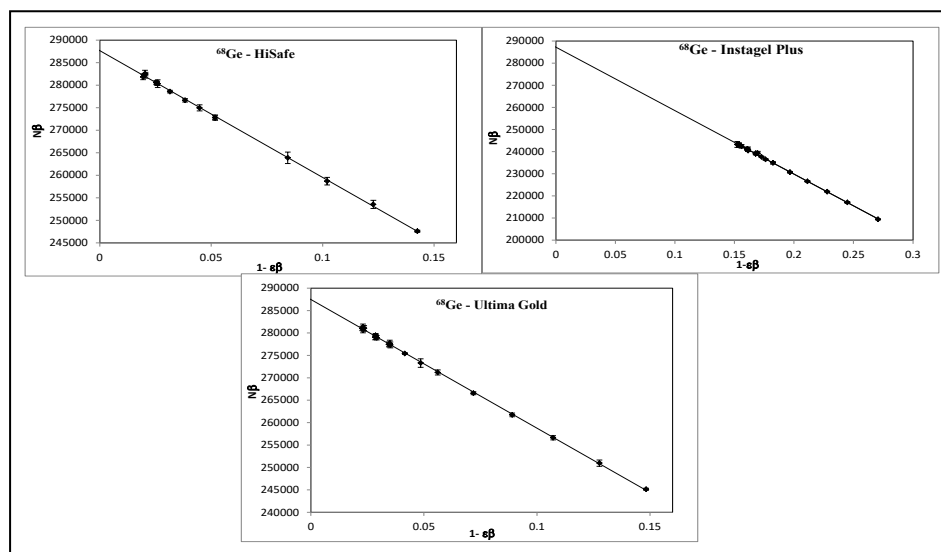 ⁶⁸Ge - HiSafe
290000
285000
280000
275000
270000
265000
260000
255000
250000
245000
Nβ
0 0.05 0.1 0.15
1- εβ
⁶⁸Ge - Instagel Plus
300000
290000
280000
270000
260000
250000
240000
230000
220000
210000
200000
Nβ
0 0.05 0.1 0.15 0.2 0.25 0.3
1-εβ
⁶⁸Ge - Ultima Gold
290000
285000
280000
275000
270000
265000
260000
255000
250000
245000
240000
Nβ
0 0.05 0.1 0.15
1- εβ